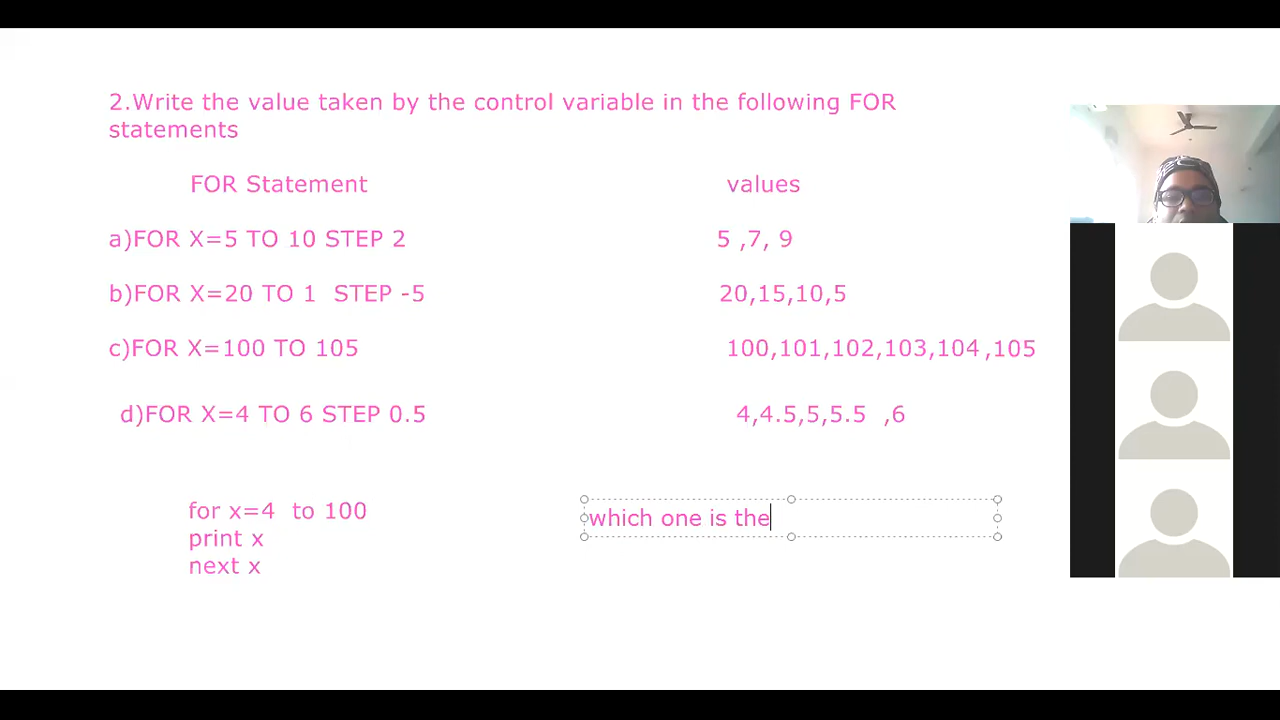 2.Write the value taken by the control variable in the following FOR
statements
FOR Statement values
a)FOR X=5 TO 10 STEP 2 5 ,7, 9
b)FOR X=20 TO 1 STEP -5 20,15,10,5
c)FOR X=100 TO 105 100,101,102,103,104 ,105
d)FOR X=4 TO 6 STEP 0.5 4,4.5,5,5.5 ,6
for x=4 to 100
print x
next x
which one is the